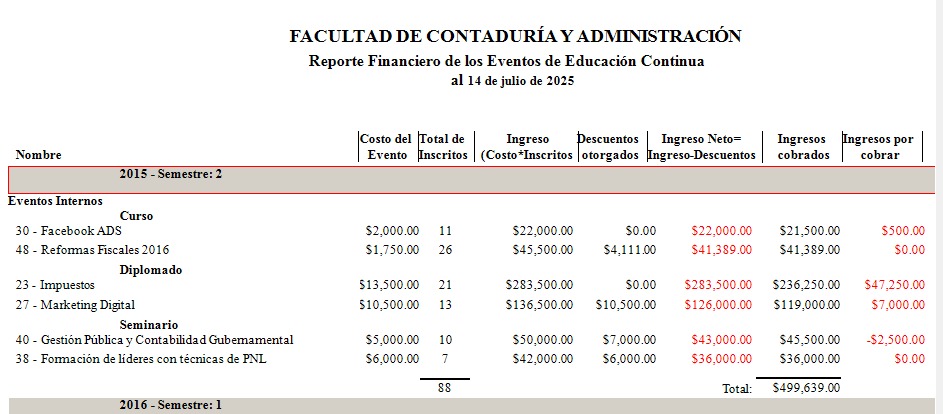 FACULTAD DE CONTADURÍA Y ADMINISTRACIÓN
Reporte Financiero de los Eventos de Educación Continua
al 14 de julio de 2025
Costo del Total de Ingreso Descuentos Ingreso Neto= Ingresos Ingresos por
Nombre Evento Inscritos (Costo*Inscritos otorgados Ingreso-Descuentos cobrados cobrar
2015 - Semestre: 2
Eventos Internos
Curso
30 - Facebook ADS $2,000.00 11 $22,000.00 $0.00 $22,000.00 $21,500.00 $500.00
48 - Reformas Fiscales 2016 $1,750.00 26 $45,500.00 $4,111.00 $41,389.00 $41,389.00 $0.00
Diplomado
23 - Impuestos $13,500.00 21 $283,500.00 $0.00 $283,500.00 $236,250.00 $47,250.00
27 - Marketing Digital $10,500.00 13 $136,500.00 $10,500.00 $126,000.00 $119,000.00 $7,000.00
Seminario
40 - Gestión Pública y Contabilidad Gubernamental $5,000.00 10 $50,000.00 $7,000.00 $43,000.00 $45,500.00 -$2,500.00
38 - Formación de líderes con técnicas de PNL $6,000.00 7 $42,000.00 $6,000.00 $36,000.00 $36,000.00 $0.00
88 Total: $499,639.00
2016 - Semestre: 1